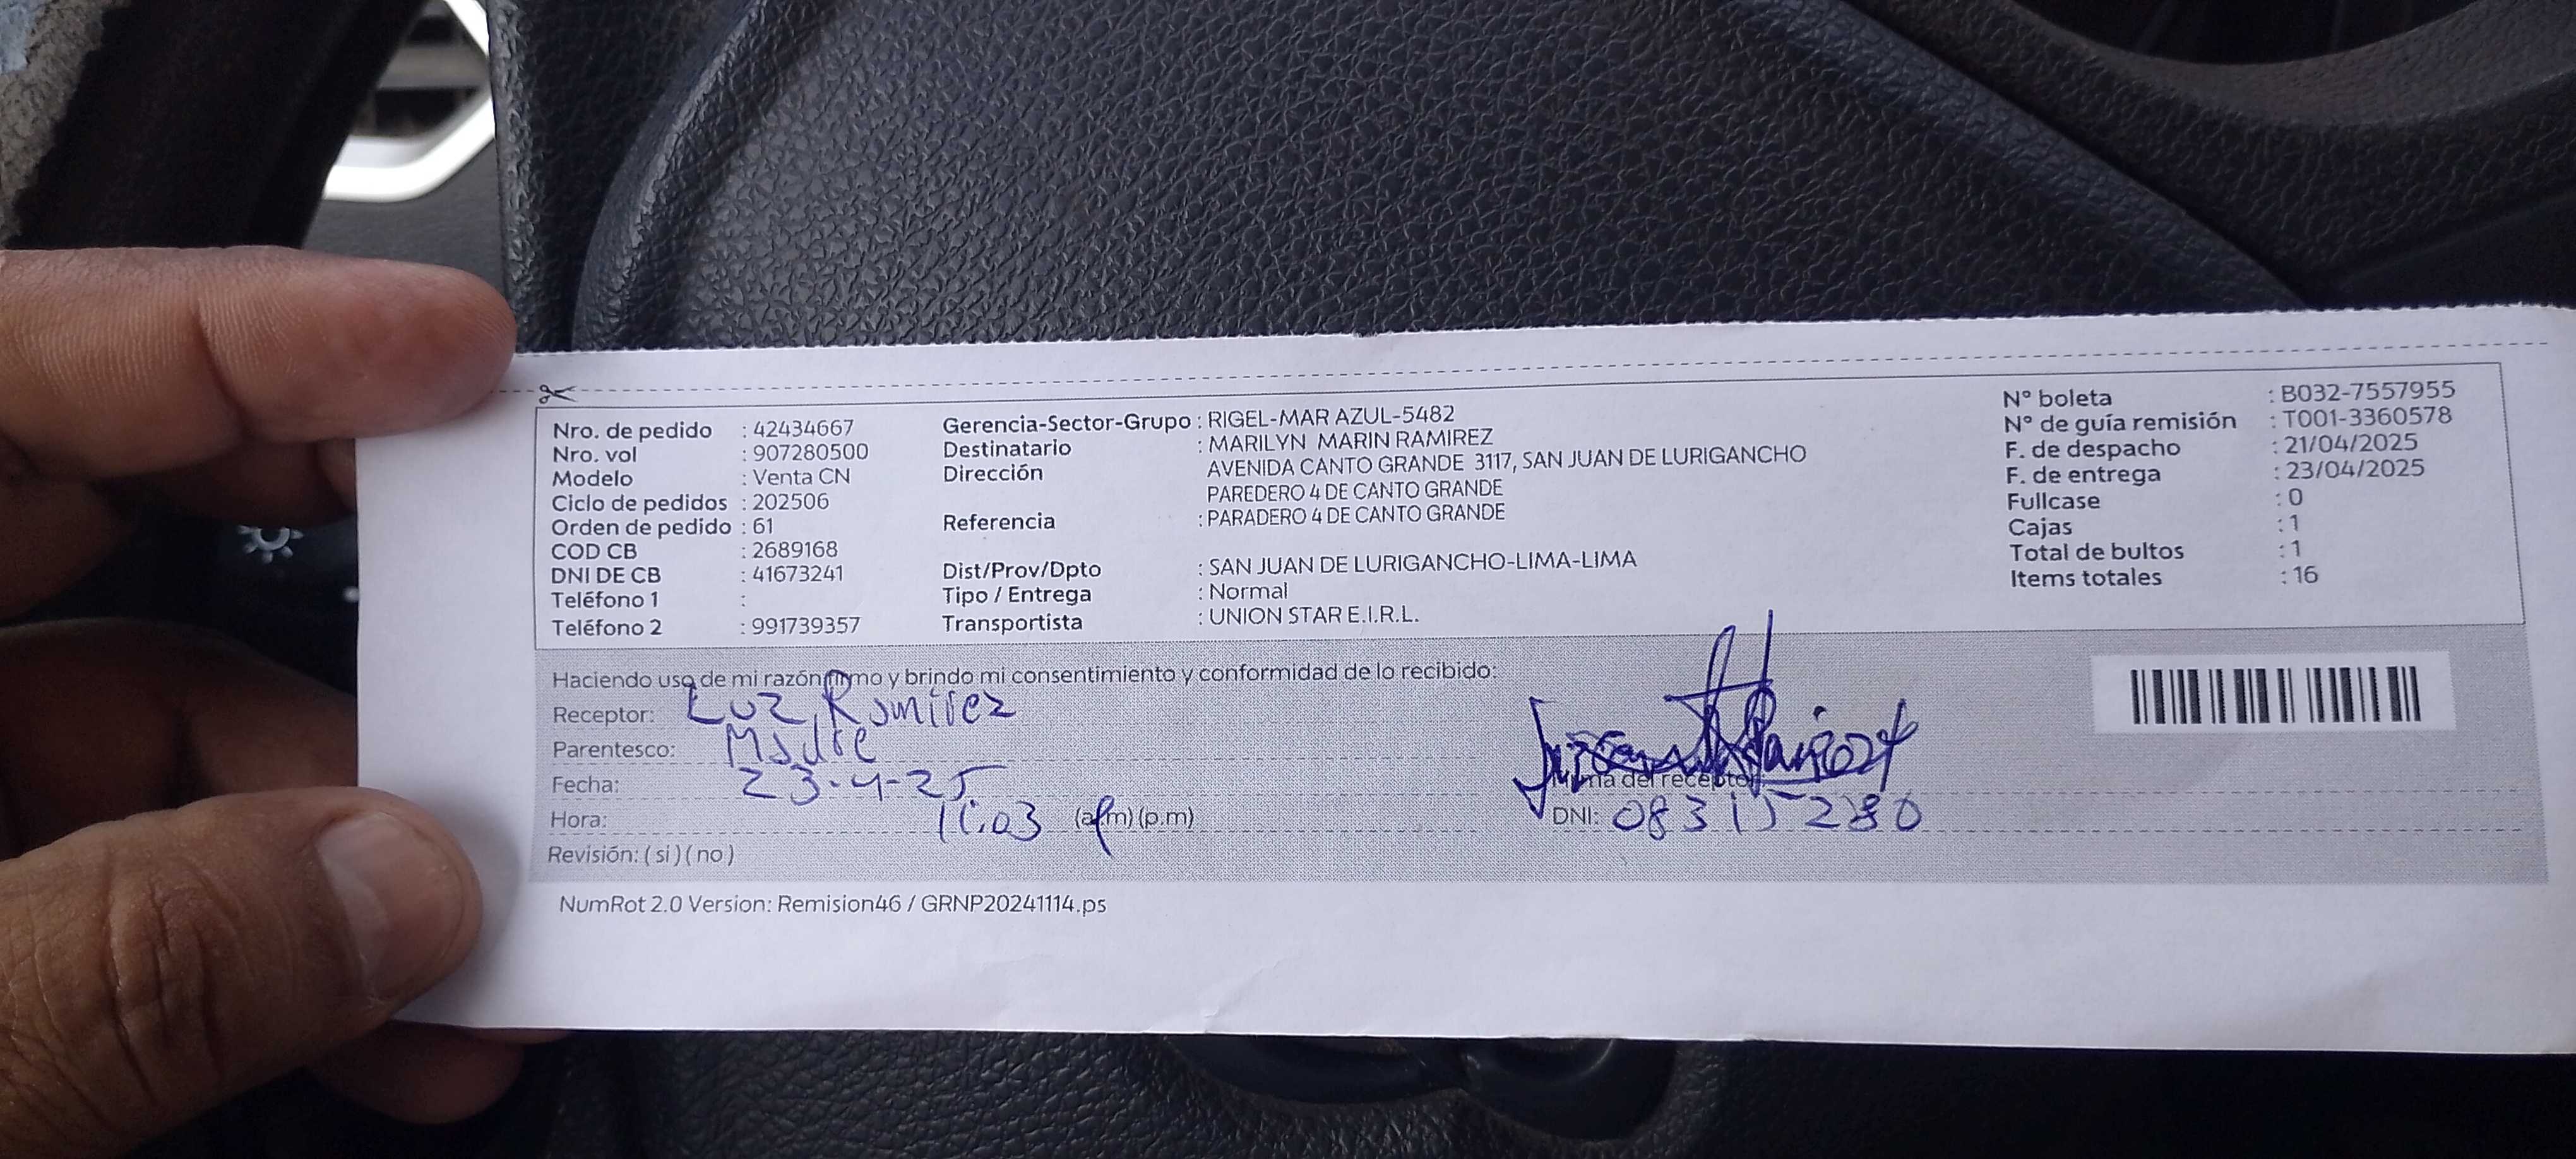 Nro. de pedido : 42434667
Nro. vol : 907280500
Modelo : Venta CN
Ciclo de pedidos : 202506
Orden de pedido : 61
COD CB : 2689168
DNI DE CB : 41673241
Teléfono 1 :
Teléfono 2 : 991739357
Gerencia-Sector-Grupo : RIGEL-MAR AZUL-5482
Destinatario : MARILYN MARIN RAMIREZ
Dirección AVENIDA CANTO GRANDE 3117, SAN JUAN DE LURIGANCHO
PAREDERO 4 DE CANTO GRANDE
Referencia : PARADERO 4 DE CANTO GRANDE
Dist/Prov/Dpto : SAN JUAN DE LURIGANCHO-LIMA-LIMA
Tipo / Entrega : Normal
Transportista : UNION STAR E.I.R.L.
N° boleta : B032-7557955
N° de guía remisión : T001-3360578
F. de despacho : 21/04/2025
F. de entrega : 23/04/2025
Fullcase : 0
Cajas : 1
Total de bultos : 1
Items totales : 16
Haciendo uso de mi razón firmo y brindo mi consentimiento y conformidad de lo recibido:
Receptor: Luz Ramirez
Parentesco: Madre
Fecha: 23-4-25
Hora: 11:03 (a.m) (p.m)
Revisión: ( si ) ( no )
Firma del receptor
DNI: 08315280
NumRot 2.0 Version: Remision46 / GRNP20241114.ps